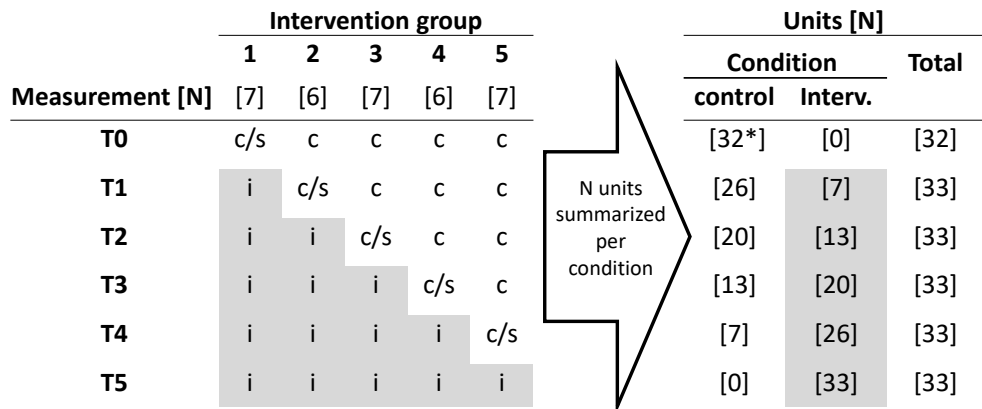 Intervention group Units [N]
1 2 3 4 5 Condition Total
Measurement [N] [7] [6] [7] [6] [7] control Interv.
T0 c/s c c c c [32*] [0] [32]
T1 i c/s c c c [26] [7] [33]
T2 i i c/s c c [20] [13] [33]
T3 i i i c/s c [13] [20] [33]
T4 i i i i c/s [7] [26] [33]
T5 i i i i i [0] [33] [33]
N units
summarized
per
condition